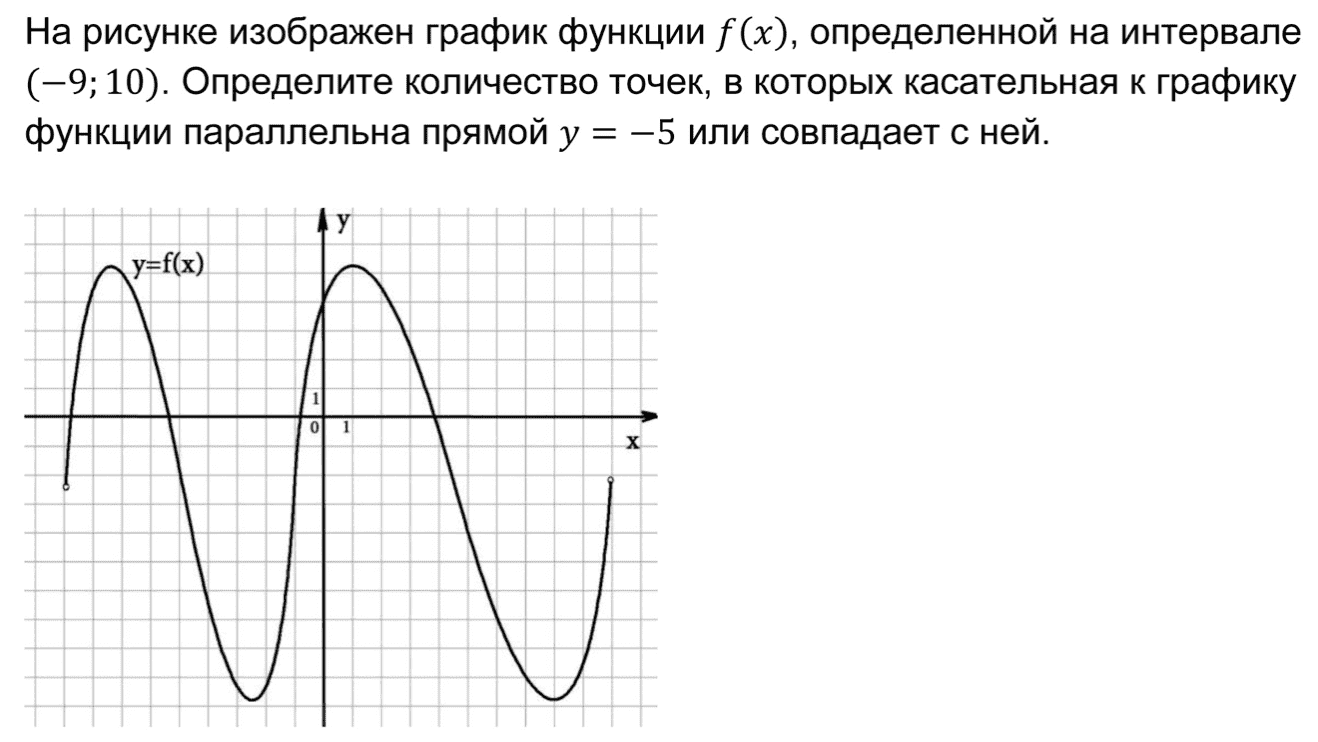 На рисунке изображен график функции f(x), определенной на интервале
(−9; 10). Определите количество точек, в которых касательная к графику
функции параллельна прямой y = −5 или совпадает с ней.
y
y=f(x)
1
0 1
x